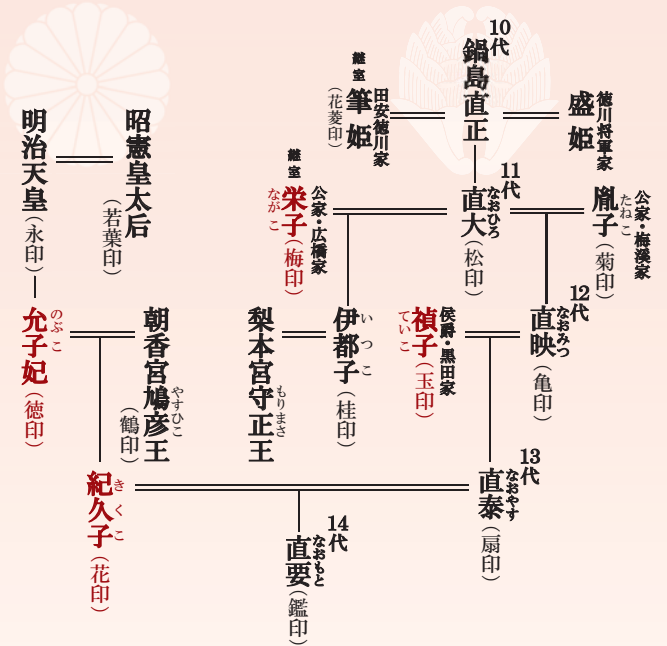 10代
鍋島直正
徳川将軍家
盛姫
田安徳川家
継室
筆姫
（花菱印）
昭憲皇太后
（若葉印）
明治天皇
（永印）
公家・梅溪家
胤子
たねこ
（菊印）
11代
直大
なおひろ
（松印）
公家・広橋家
継室
栄子
ながこ
（梅印）
12代
直映
なおみつ
（亀印）
侯爵・黒田家
禎子
ていこ
（玉印）
伊都子
いつこ
（桂印）
梨本宮守正王
もりまさ
朝香宮鳩彦王
やすひこ
（鶴印）
允子妃
のぶこ
（徳印）
13代
直泰
なおやす
（扇印）
紀久子
きくこ
（花印）
14代
直要
なおもと
（鑑印）